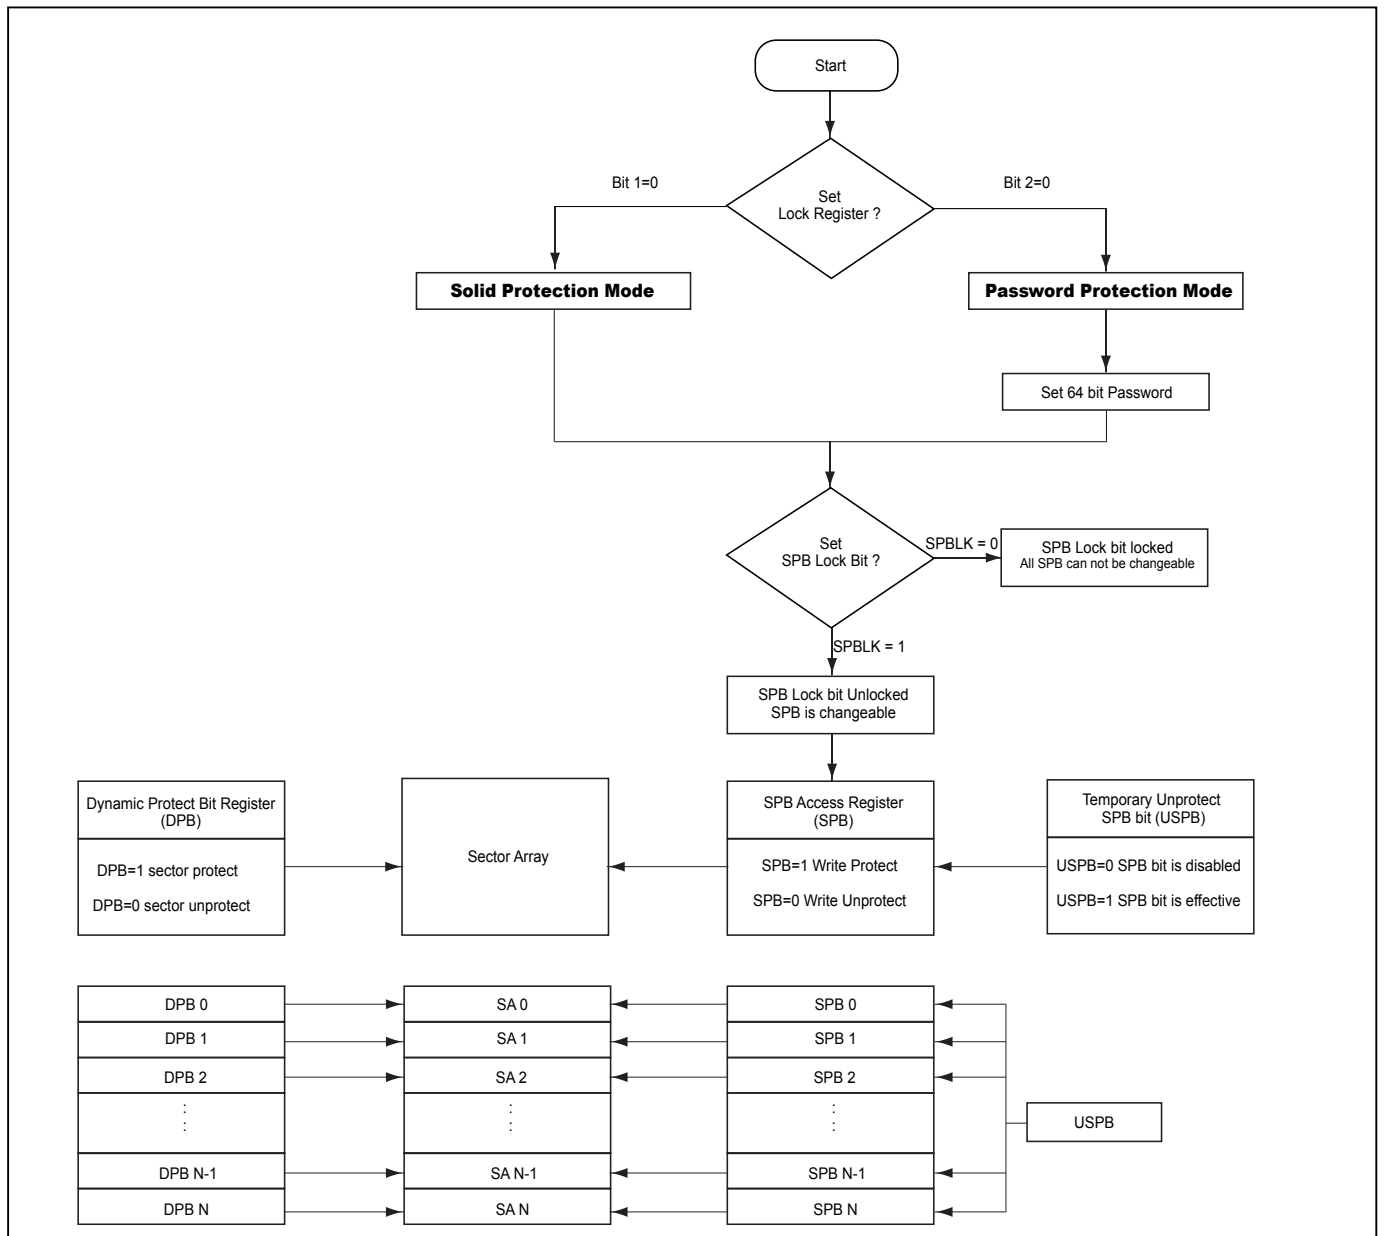 Start
Bit 1=0
Bit 2=0
Set
Lock Register ?
Solid Protection Mode
Password Protection Mode
Set 64 bit Password
Set
SPB Lock Bit ?
SPBLK = 0
SPB Lock bit locked
All SPB can not be changeable
SPBLK = 1
SPB Lock bit Unlocked
SPB is changeable
Dynamic Protect Bit Register
(DPB)
DPB=1 sector protect
DPB=0 sector unprotect
Sector Array
SPB Access Register
(SPB)
SPB=1 Write Protect
SPB=0 Write Unprotect
Temporary Unprotect
SPB bit (USPB)
USPB=0 SPB bit is disabled
USPB=1 SPB bit is effective
DPB 0
SA 0
SPB 0
DPB 1
SA 1
SPB 1
DPB 2
SA 2
SPB 2
: :
: :
: :
USPB
DPB N-1
SA N-1
SPB N-1
DPB N
SA N
SPB N